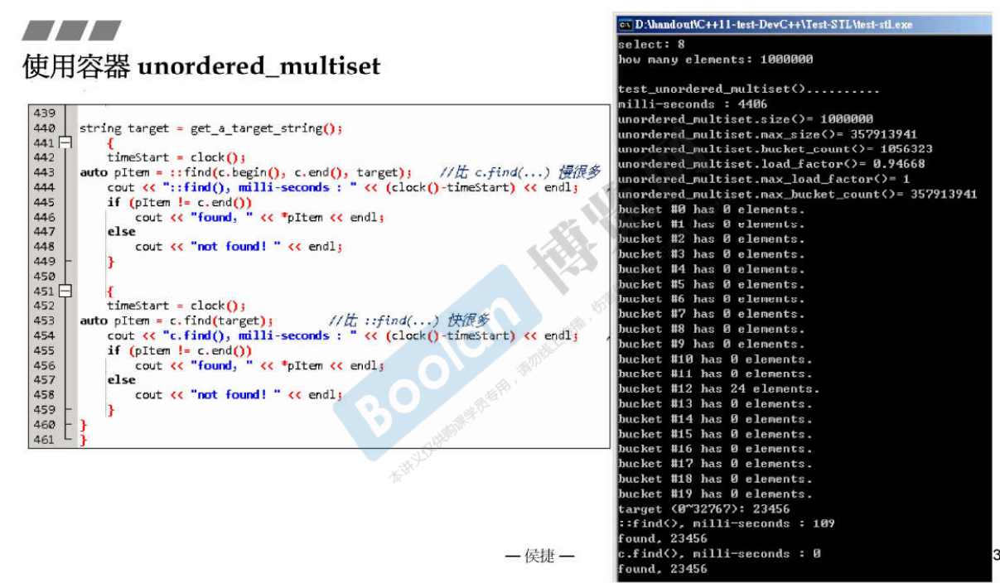 使用容器 unordered_multiset
439
440 string target = get_a_target_string();
441 {
442 timeStart = clock();
443 auto pItem = ::find(c.begin(), c.end(), target); //比 c.find(...) 慢很多
444 cout << "::find(), milli-seconds : " << (clock()-timeStart) << endl;
445 if (pItem != c.end())
446 cout << "found, " << *pItem << endl;
447 else
448 cout << "not found! " << endl;
449 }
450
451 {
452 timeStart = clock();
453 auto pItem = c.find(target); //比 ::find(...) 快很多
454 cout << "c.find(), milli-seconds : " << (clock()-timeStart) << endl;
455 if (pItem != c.end())
456 cout << "found, " << *pItem << endl;
457 else
458 cout << "not found! " << endl;
459 }
460 }
461 }
D:\handout\C++11-test-DevC++\Test-STL\test-stl.exe
select: 8
how many elements: 1000000
test_unordered_multiset()..........
milli-seconds : 4406
unordered_multiset.size()= 1000000
unordered_multiset.max_size()= 357913941
unordered_multiset.bucket_count()= 1056323
unordered_multiset.load_factor()= 0.94668
unordered_multiset.max_load_factor()= 1
unordered_multiset.max_bucket_count()= 357913941
bucket #0 has 0 elements.
bucket #1 has 0 elements.
bucket #2 has 0 elements.
bucket #3 has 0 elements.
bucket #4 has 0 elements.
bucket #5 has 0 elements.
bucket #6 has 0 elements.
bucket #7 has 0 elements.
bucket #8 has 0 elements.
bucket #9 has 0 elements.
bucket #10 has 0 elements.
bucket #11 has 0 elements.
bucket #12 has 24 elements.
bucket #13 has 0 elements.
bucket #14 has 0 elements.
bucket #15 has 0 elements.
bucket #16 has 0 elements.
bucket #17 has 0 elements.
bucket #18 has 0 elements.
bucket #19 has 0 elements.
target (0~32767): 23456
::find(), milli-seconds : 109
found, 23456
c.find(), milli-seconds : 0
found, 23456
Boolan 博览
本讲义仅供购课学员专用,请勿线上传播
— 侯捷 —
3